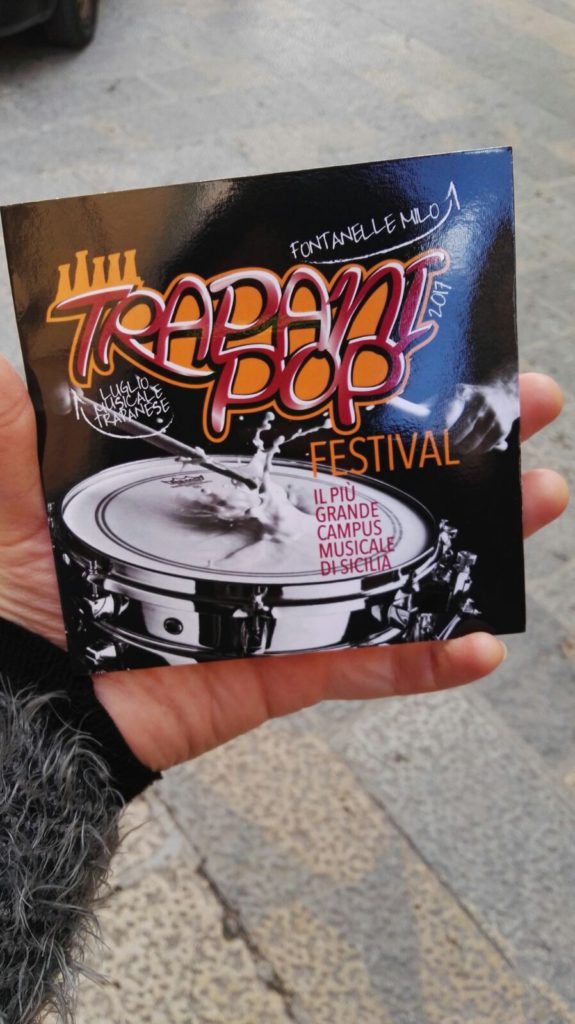 FONTANELLE MILO
TRAPANI
2017
POP
LUGLIO
MUSICALE
TRAPANESE
FESTIVAL
IL PIÙ
GRANDE
CAMPUS
MUSICALE
DI SICILIA